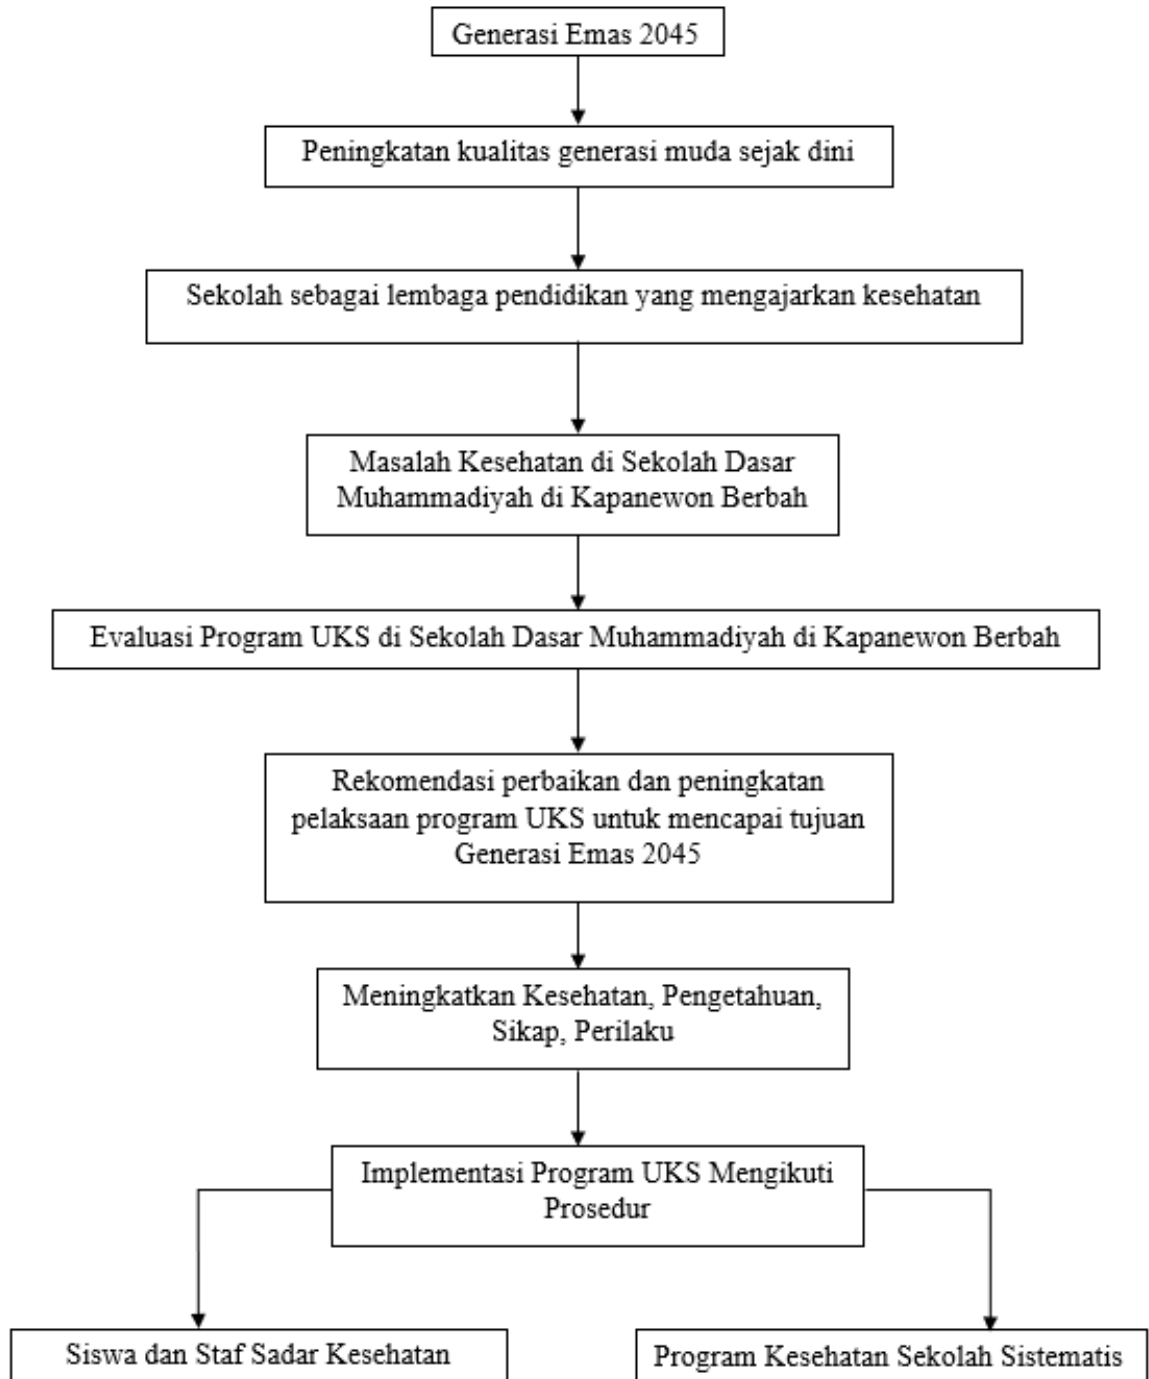 Generasi Emas 2045
Peningkatan kualitas generasi muda sejak dini
Sekolah sebagai lembaga pendidikan yang mengajarkan kesehatan
Masalah Kesehatan di Sekolah Dasar
Muhammadiyah di Kapanewon Berbah
Evaluasi Program UKS di Sekolah Dasar Muhammadiyah di Kapanewon Berbah
Rekomendasi perbaikan dan peningkatan
pelaksaan program UKS untuk mencapai tujuan
Generasi Emas 2045
Meningkatkan Kesehatan, Pengetahuan,
Sikap, Perilaku
Implementasi Program UKS Mengikuti
Prosedur
Siswa dan Staf Sadar Kesehatan
Program Kesehatan Sekolah Sistematis